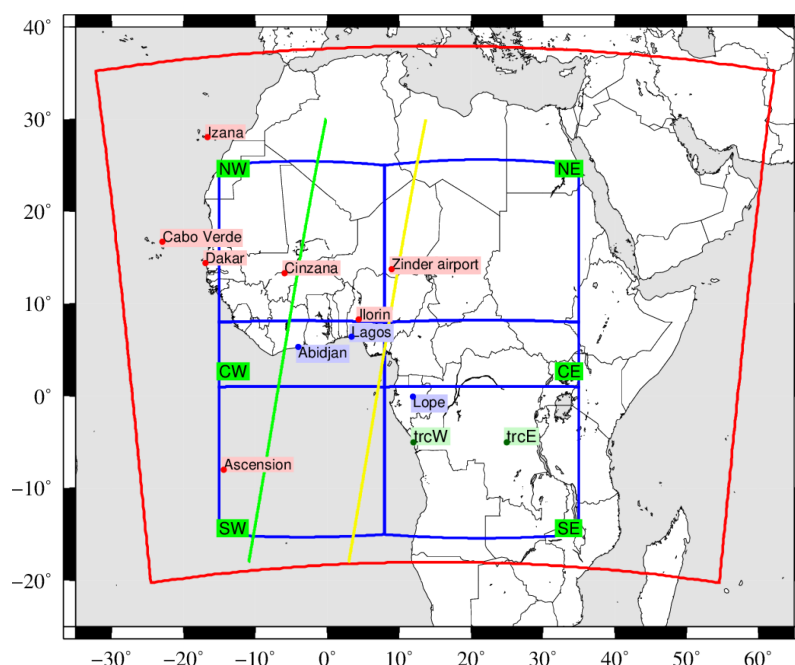 40°
30°
Izana
NW
NE
20°
Cabo Verde
Dakar
Cinzana
Zinder airport
10°
Ilorin
Lagos
Abidjan
CW
CE
0°
Lope
trcW
trcE
Ascension
−10°
SW
SE
−20°
−30°
−20°
−10°
0°
10°
20°
30°
40°
50°
60°